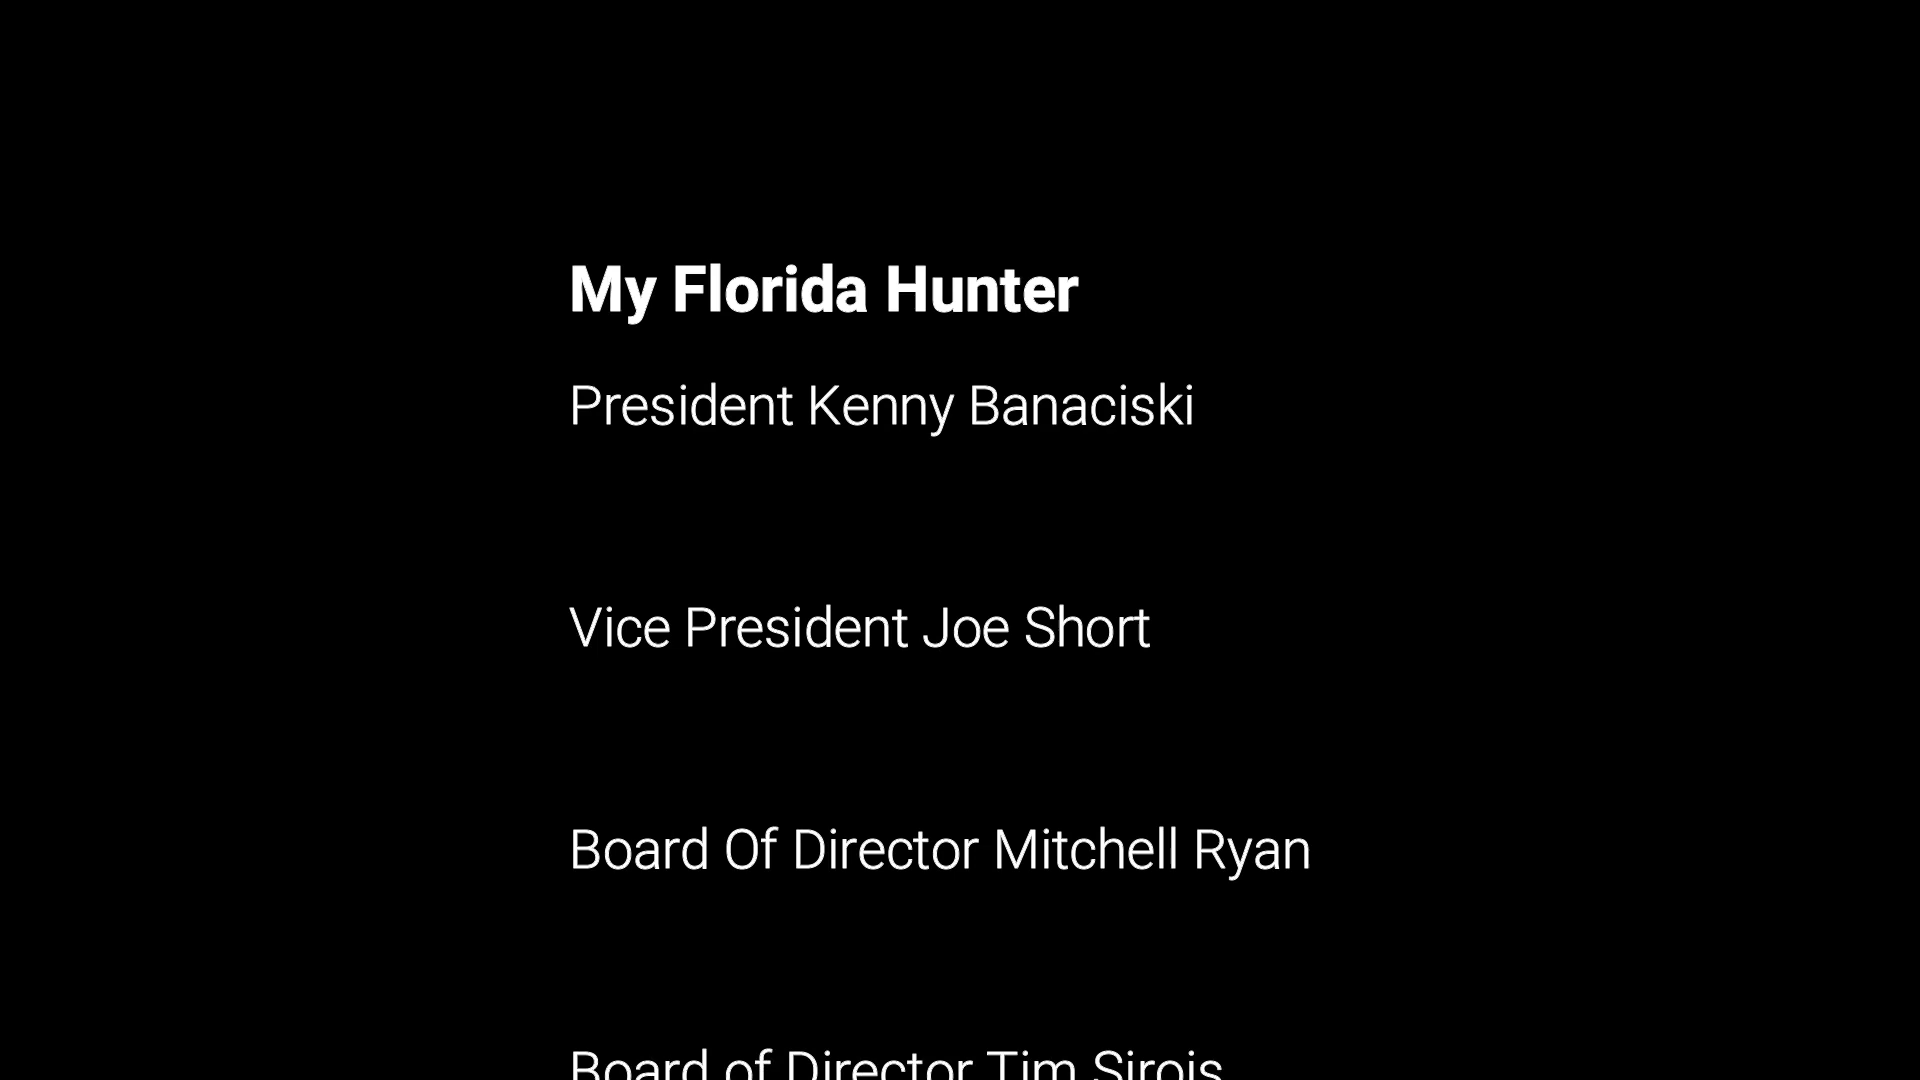 My Florida Hunter
President Kenny Banaciski
Vice President Joe Short
Board Of Director Mitchell Ryan
Board of Director Tim Sirois